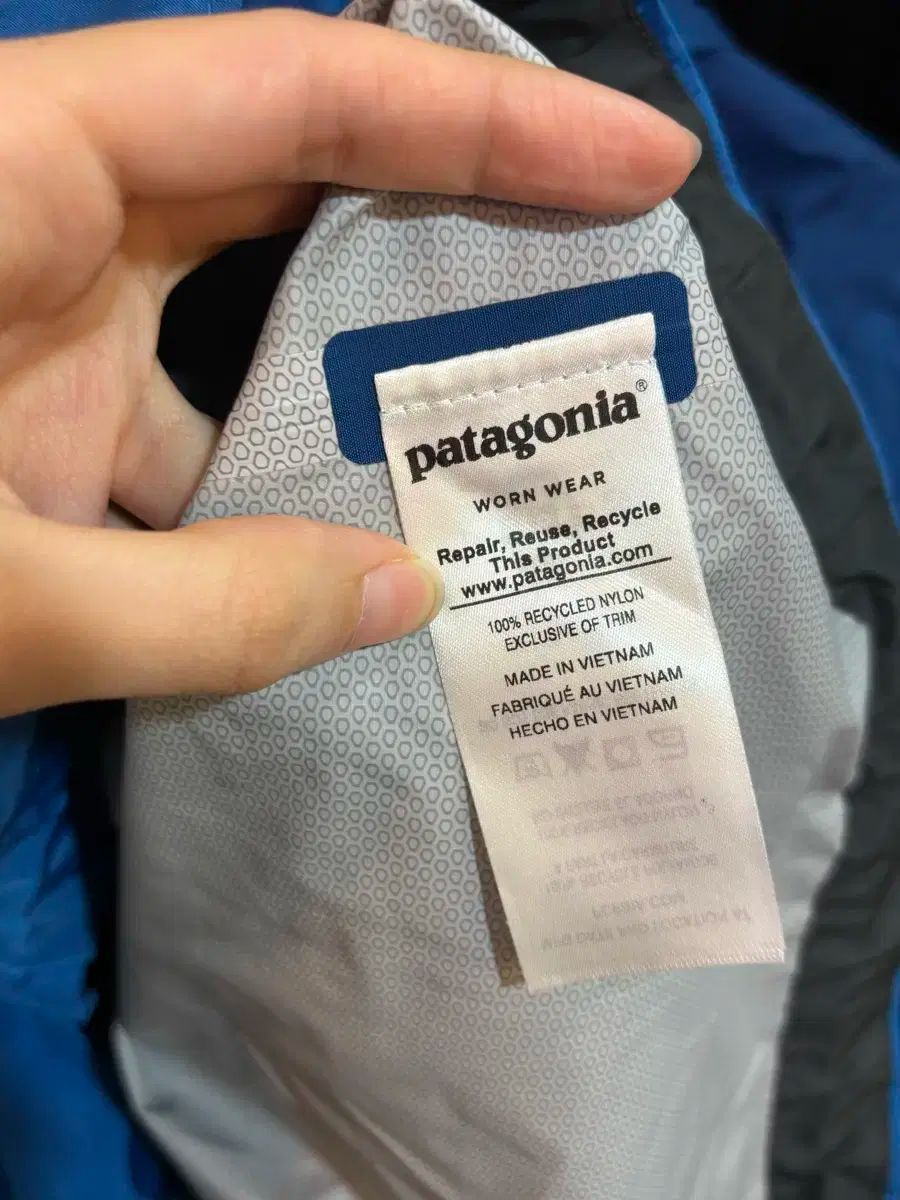 patagonia®
WORN WEAR
Repair, Reuse, Recycle
This Product
www.patagonia.com
100% RECYCLED NYLON
EXCLUSIVE OF TRIM
MADE IN VIETNAM
FABRIQUÉ AU VIETNAM
HECHO EN VIETNAM